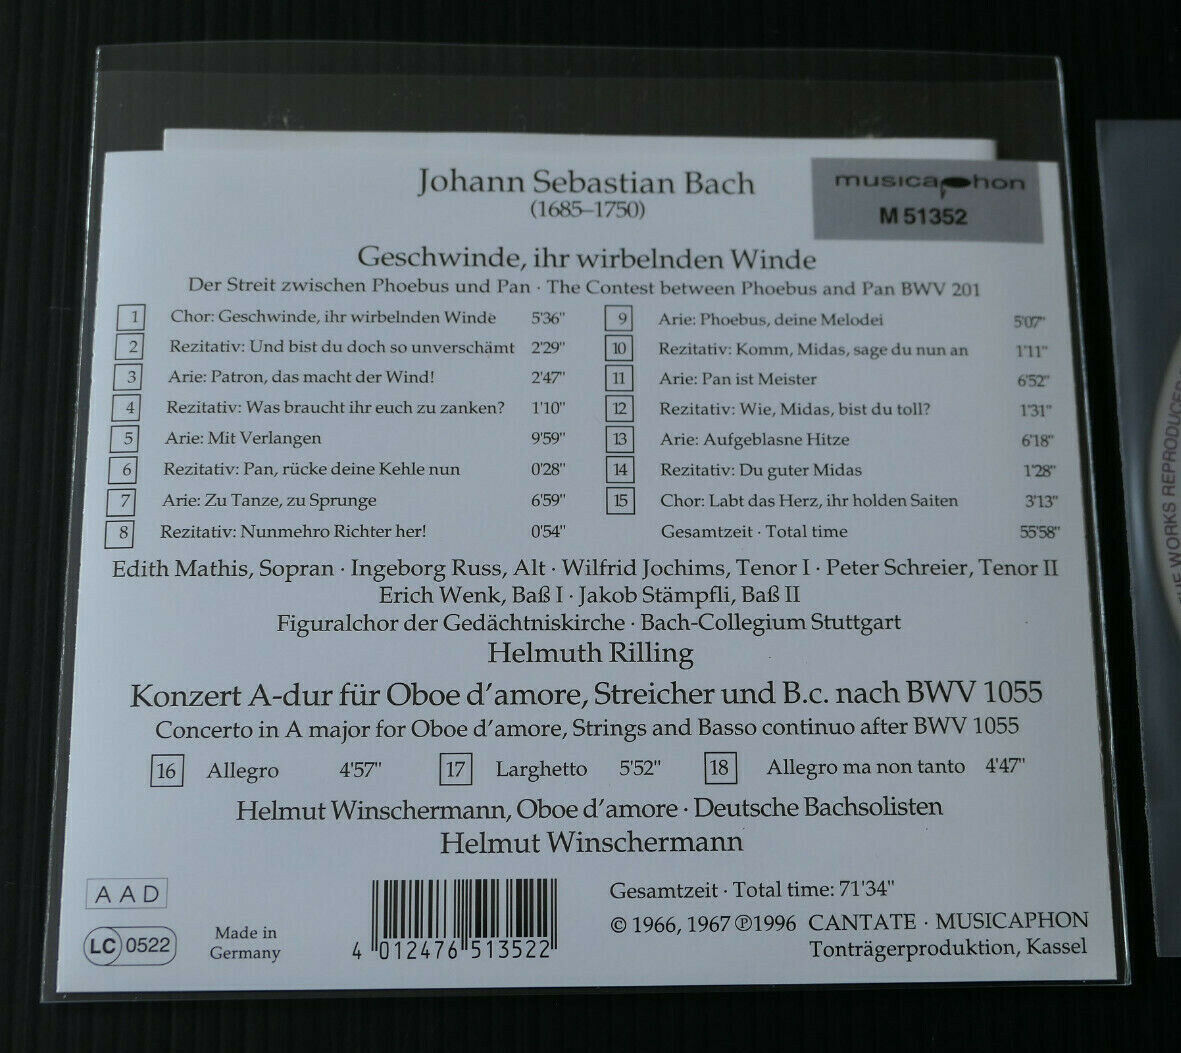 Johann Sebastian Bach
(1685–1750)
musicaphon
M 51352
Geschwinde, ihr wirbelnden Winde
Der Streit zwischen Phoebus und Pan · The Contest between Phoebus and Pan BWV 201
1 Chor: Geschwinde, ihr wirbelnden Winde 5'36"
2 Rezitativ: Und bist du doch so unverschämt 2'29"
3 Arie: Patron, das macht der Wind! 2'47"
4 Rezitativ: Was braucht ihr euch zu zanken? 1'10"
5 Arie: Mit Verlangen 9'59"
6 Rezitativ: Pan, rücke deine Kehle nun 0'28"
7 Arie: Zu Tanze, zu Sprunge 6'59"
8 Rezitativ: Nunmehro Richter her! 0'54"
9 Arie: Phoebus, deine Melodei 5'07"
10 Rezitativ: Komm, Midas, sage du nun an 1'11"
11 Arie: Pan ist Meister 6'52"
12 Rezitativ: Wie, Midas, bist du toll? 1'31"
13 Arie: Aufgeblasne Hitze 6'18"
14 Rezitativ: Du guter Midas 1'28"
15 Chor: Labt das Herz, ihr holden Saiten 3'13"
Gesamtzeit · Total time 55'58"
Edith Mathis, Sopran · Ingeborg Russ, Alt · Wilfrid Jochims, Tenor I · Peter Schreier, Tenor II
Erich Wenk, Baß I · Jakob Stämpfli, Baß II
Figuralchor der Gedächtniskirche · Bach-Collegium Stuttgart
Helmuth Rilling
Konzert A-dur für Oboe d'amore, Streicher und B.c. nach BWV 1055
Concerto in A major for Oboe d'amore, Strings and Basso continuo after BWV 1055
16 Allegro 4'57" 17 Larghetto 5'52" 18 Allegro ma non tanto 4'47"
Helmut Winschermann, Oboe d'amore · Deutsche Bachsolisten
Helmut Winschermann
AAD
LC 0522
Made in
Germany
4 012476 513522
Gesamtzeit · Total time: 71'34"
© 1966, 1967 ℗1996 CANTATE · MUSICAPHON
Tonträgerproduktion, Kassel
WORKS REPRODUCED